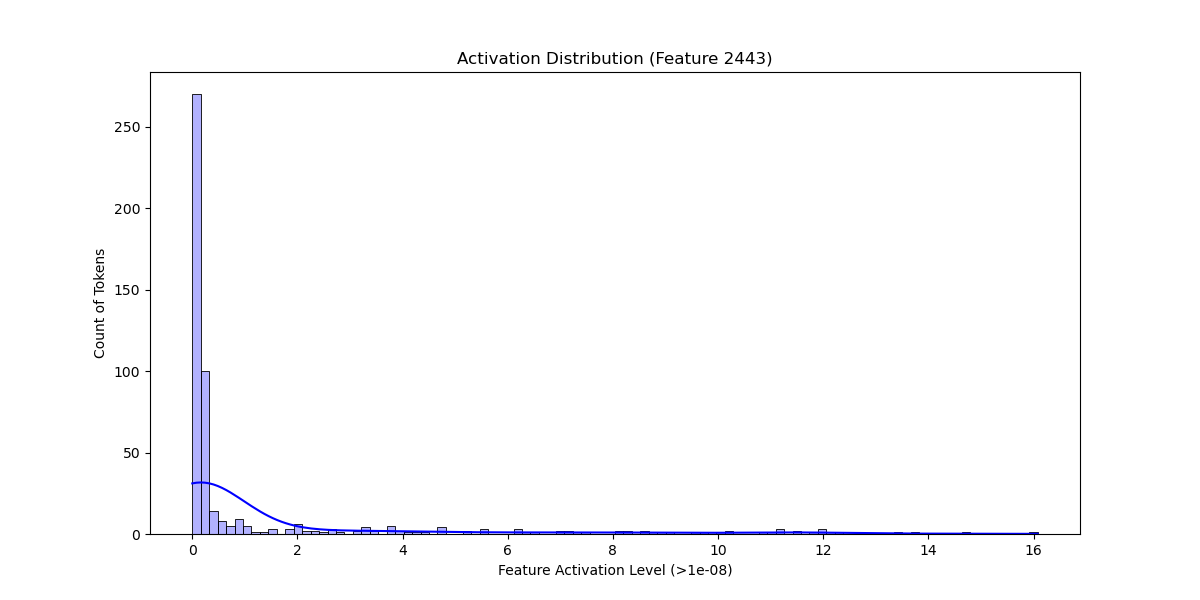 Activation Distribution (Feature 2443)
Count of Tokens
250
200
150
100
50
0
0 2 4 6 8 10 12 14 16
Feature Activation Level (>1e-08)